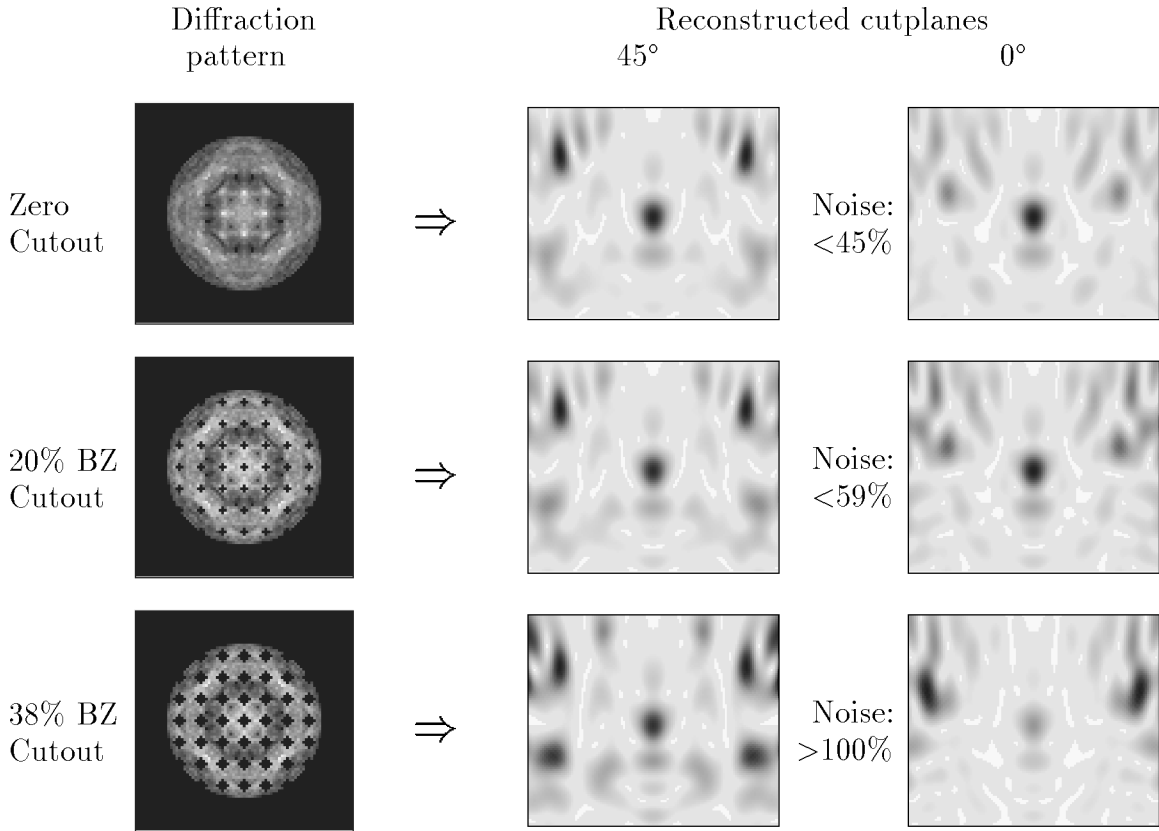 Diffraction
pattern
Reconstructed cutplanes
45° 0°
Zero
Cutout
⇒
Noise:
<45%
20% BZ
Cutout
⇒
Noise:
<59%
38% BZ
Cutout
⇒
Noise:
>100%